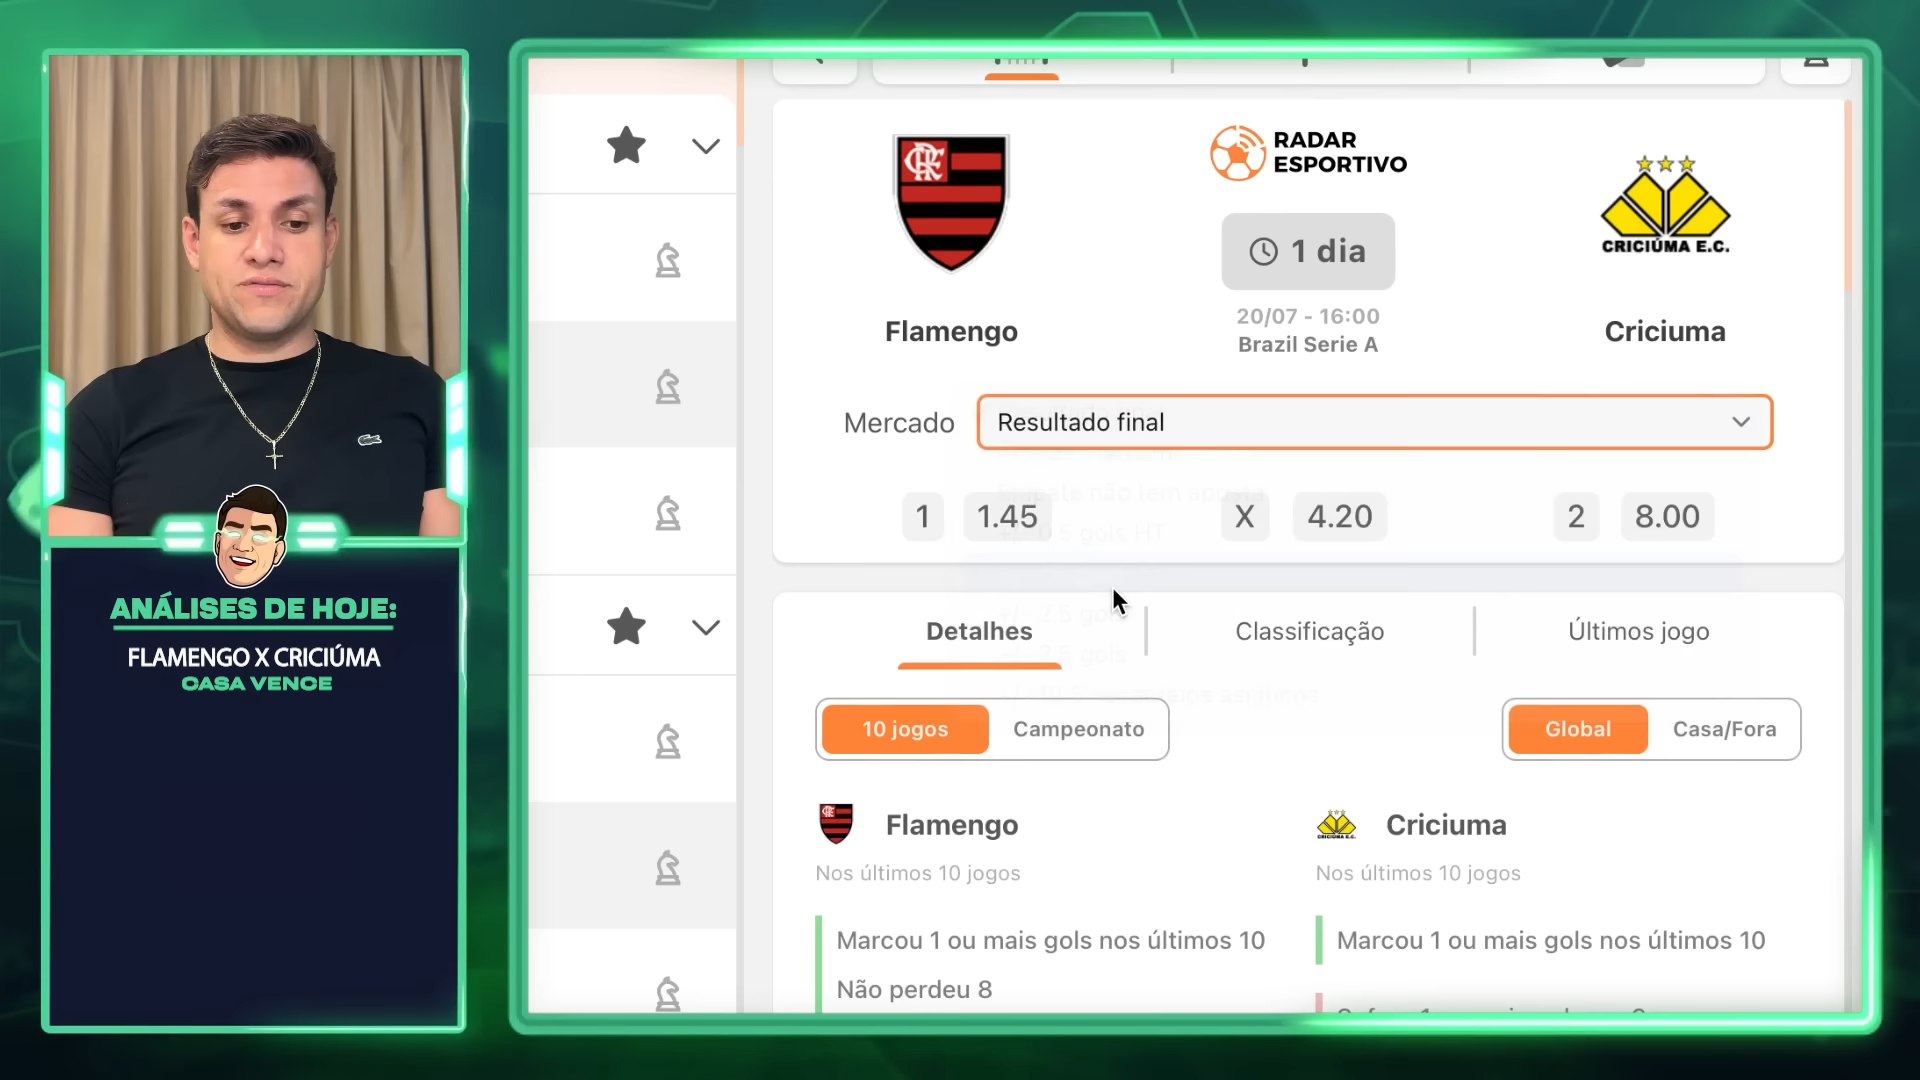 RADAR
ESPORTIVO
CRF
CRICIÚMA E.C.
1 dia
20/07 - 16:00
Brazil Serie A
Flamengo
Criciuma
Mercado
Resultado final
1
1.45
X
4.20
2
8.00
Detalhes
Classificação
Últimos jogo
10 jogos
Campeonato
Global
Casa/Fora
Flamengo
Criciuma
Nos últimos 10 jogos
Nos últimos 10 jogos
Marcou 1 ou mais gols nos últimos 10
Marcou 1 ou mais gols nos últimos 10
Não perdeu 8
ANÁLISES DE HOJE:
FLAMENGO X CRICIÚMA
CASA VENCE